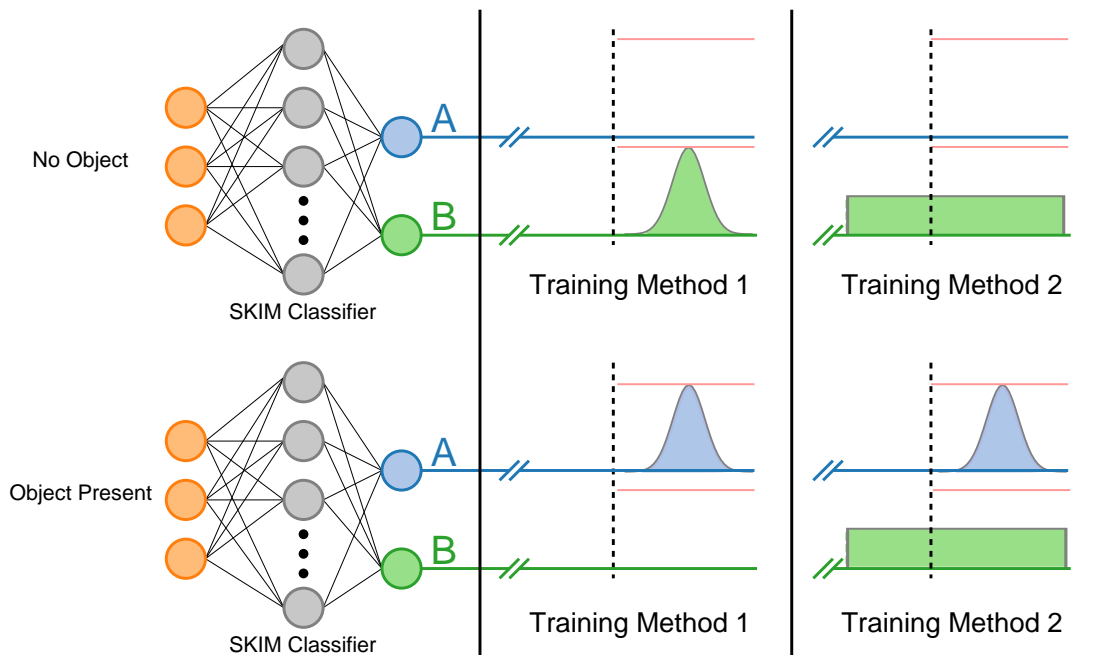 A
No Object
B
Training Method 1
Training Method 2
SKIM Classifier
A
Object Present
B
Training Method 1
Training Method 2
SKIM Classifier